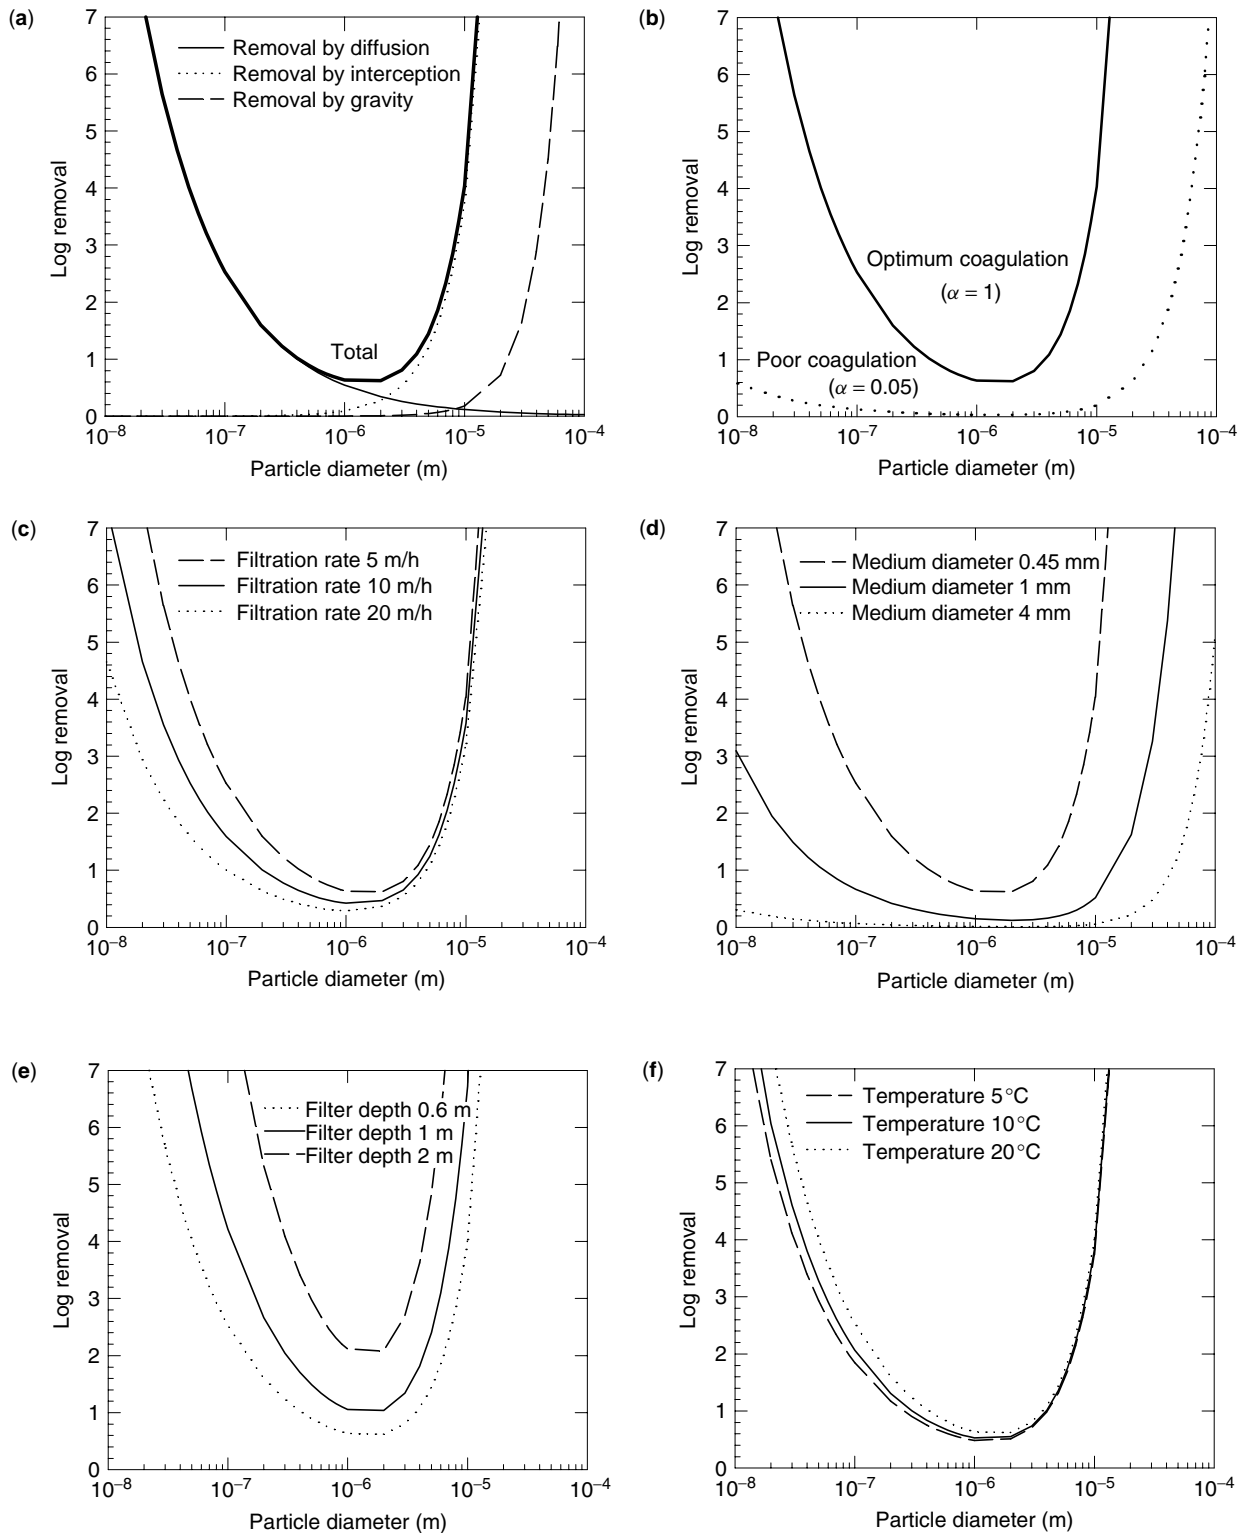 (a)
7
6
5
4
3
2
1
0
Log removal
Removal by diffusion
Removal by interception
Removal by gravity
Total
10−8 10−7 10−6 10−5 10−4
Particle diameter (m)
(b)
7
6
5
4
3
2
1
0
Log removal
Optimum coagulation
(α = 1)
Poor coagulation
(α = 0.05)
10−8 10−7 10−6 10−5 10−4
Particle diameter (m)
(c)
7
6
5
4
3
2
1
0
Log removal
Filtration rate 5 m/h
Filtration rate 10 m/h
Filtration rate 20 m/h
10−8 10−7 10−6 10−5 10−4
Particle diameter (m)
(d)
7
6
5
4
3
2
1
0
Log removal
Medium diameter 0.45 mm
Medium diameter 1 mm
Medium diameter 4 mm
10−8 10−7 10−6 10−5 10−4
Particle diameter (m)
(e)
7
6
5
4
3
2
1
0
Log removal
Filter depth 0.6 m
Filter depth 1 m
Filter depth 2 m
10−8 10−7 10−6 10−5 10−4
Particle diameter (m)
(f)
7
6
5
4
3
2
1
0
Log removal
Temperature 5°C
Temperature 10°C
Temperature 20°C
10−8 10−7 10−6 10−5 10−4
Particle diameter (m)